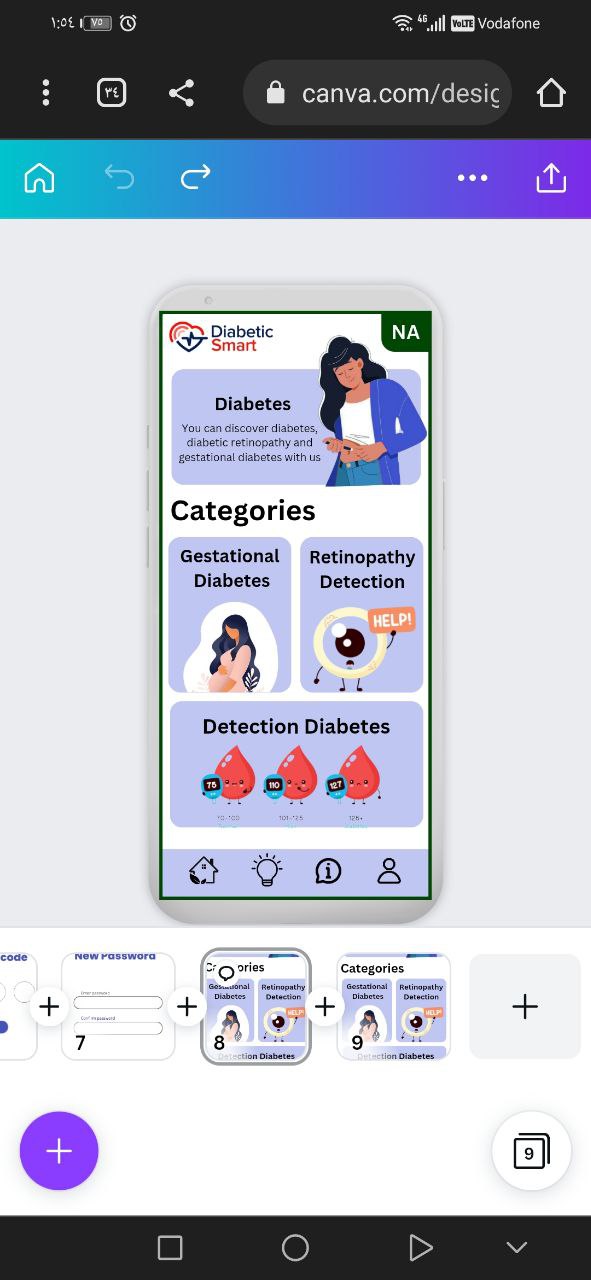 ١:٥٤
٧٥
4G
VoLTE
Vodafone
٣٤
canva.com/desig
Diabetic
Smart
NA
Diabetes
You can discover diabetes,
diabetic retinopathy and
gestational diabetes with us
Categories
Gestational
Diabetes
Retinopathy
Detection
HELP!
Detection Diabetes
75
110
127
70-100
101-125
126+
code
New Password
Enter password
Confirm password
7
Categories
Gestational
Diabetes
Retinopathy
Detection
HELP!
8
Detection Diabetes
Categories
Gestational
Diabetes
Retinopathy
Detection
HELP!
9
Detection Diabetes
9